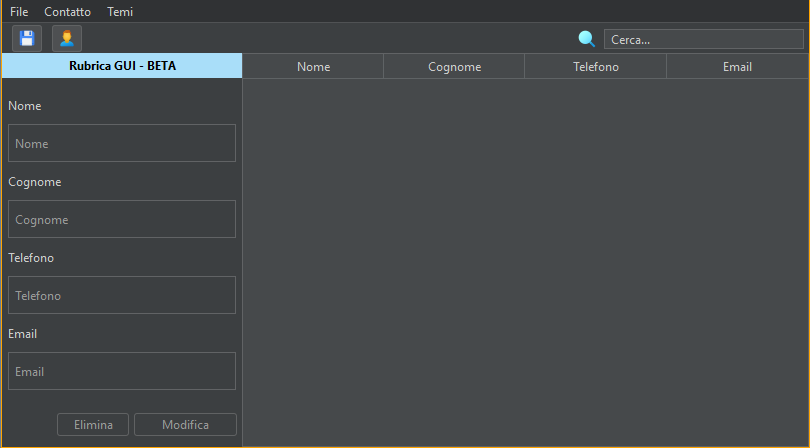 File Contatto Temi
Cerca...
Rubrica GUI - BETA
Nome Cognome Telefono Email
Nome
Nome
Cognome
Cognome
Telefono
Telefono
Email
Email
Elimina Modifica